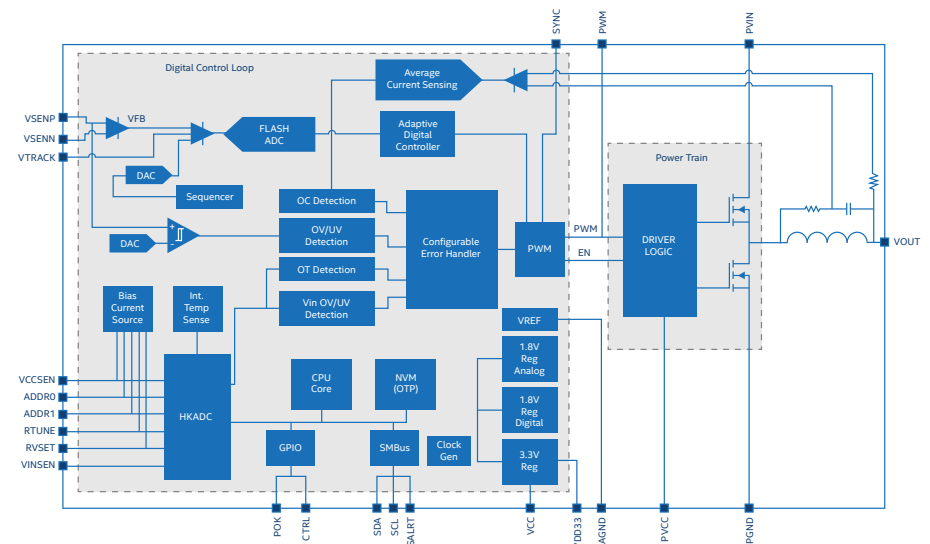 SYNC
PWM
PVIN
Digital Control Loop
Average
Current Sensing
VSENP
VFB
VSENN
VTRACK
FLASH
ADC
Adaptive
Digital
Controller
Power Train
DAC
Sequencer
OC Detection
OV/UV
Detection
OT Detection
Vin OV/UV
Detection
Configurable
Error Handler
PWM
PWM
EN
DRIVER
LOGIC
VOUT
+
-
DAC
Bias
Current
Source
Int.
Temp
Sense
VREF
1.8V
Reg
Analog
1.8V
Reg
Digital
3.3V
Reg
CPU
Core
NVM
(OTP)
HKADC
GPIO
SMBus
Clock
Gen
VCCSEN
ADDR0
ADDR1
RTUNE
RVSET
VINSEN
POK
CTRL
SDA
SCL
SALRT
VCC
VDD33
AGND
PVCC
PGND